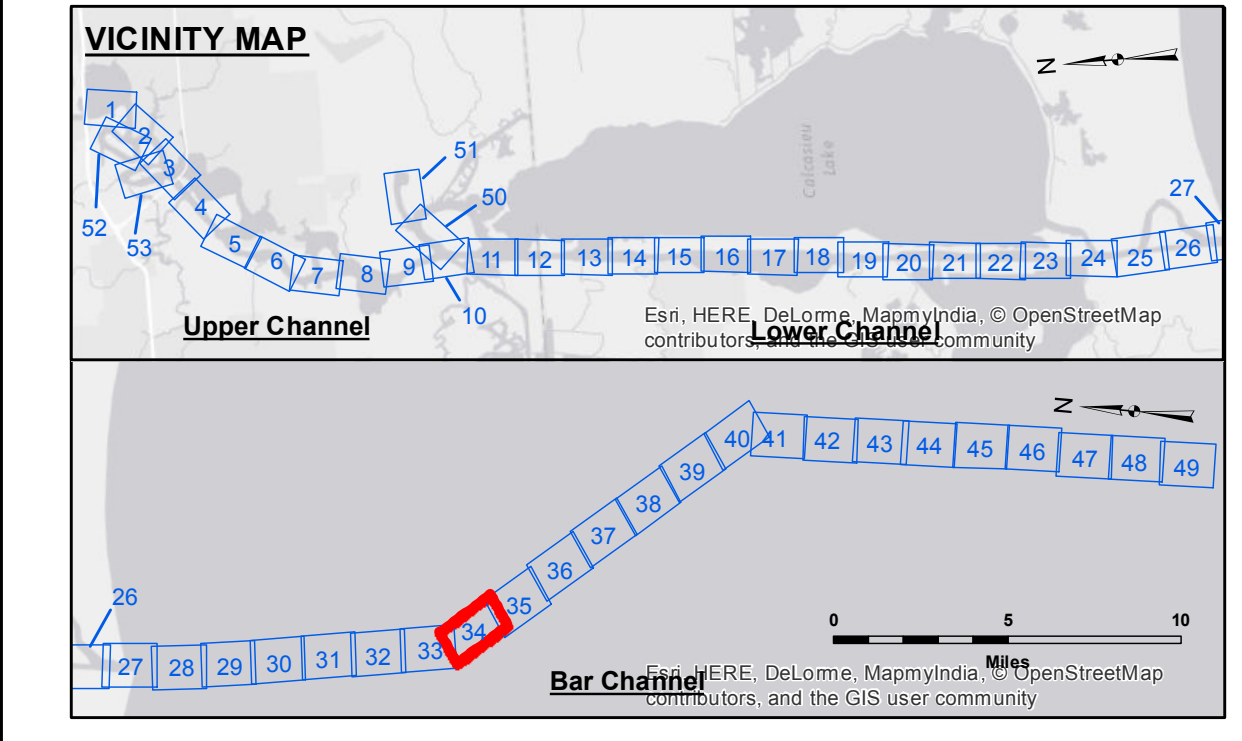 VICINITY MAP
N
1
2
3
52
53
4
5
6
7
8
9
10
51
50
11 12 13 14 15 16 17 18 19 20 21 22 23 24 25 26
27
Calcasieu
Lake
Upper Channel
Lower Channel
Esri, HERE, DeLorme, MapmyIndia, © OpenStreetMap
contributors, and the GIS user community
N
26
27 28 29 30 31 32 33 34 35 36 37 38 39 40 41 42 43 44 45 46 47 48 49
0 5 10
Miles
Bar Channel
Esri, HERE, DeLorme, MapmyIndia, © OpenStreetMap
contributors, and the GIS user community